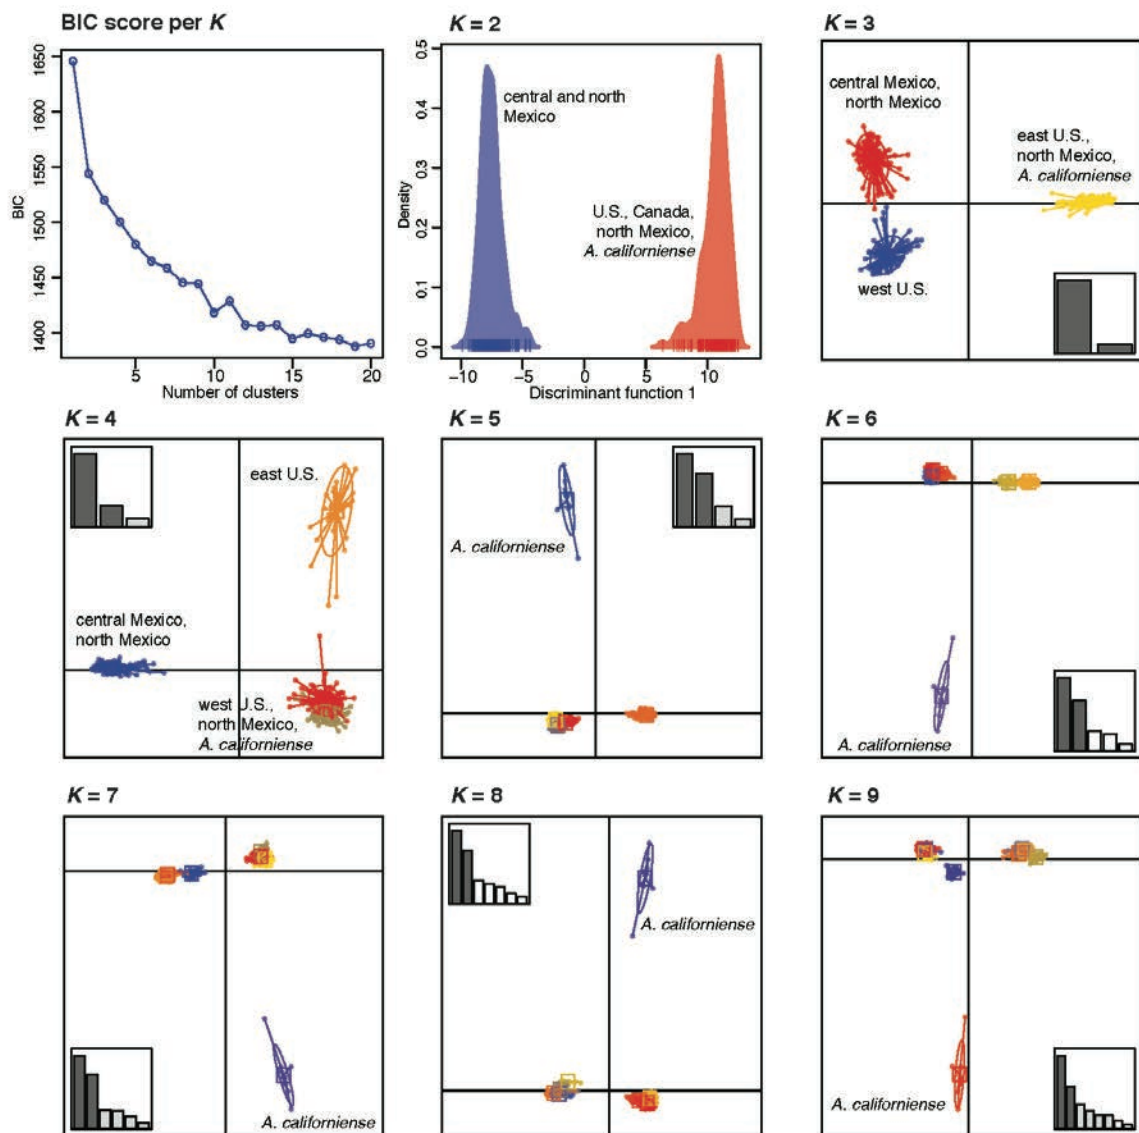 BIC score per K
1650
1600
1550
1500
1450
1400
BIC
5
10
15
20
Number of clusters
K = 2
0.5
0.4
0.3
0.2
0.1
0.0
Density
central and north
Mexico
U.S., Canada,
north Mexico,
A. californiense
−10
−5
0
5
10
Discriminant function 1
K = 3
central Mexico,
north Mexico
east U.S.,
north Mexico,
A. californiense
west U.S.
K = 4
east U.S.
central Mexico,
north Mexico
west U.S.,
north Mexico,
A. californiense
K = 5
A. californiense
K = 6
A. californiense
K = 7
A. californiense
K = 8
A. californiense
K = 9
A. californiense